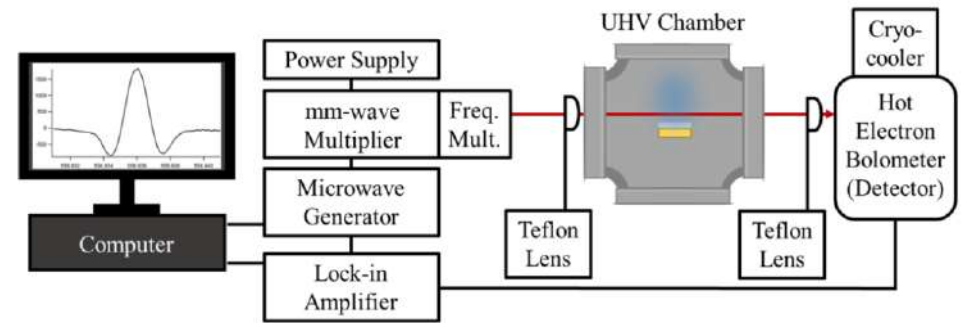 UHV Chamber
Cryo-
cooler
Power Supply
mm-wave
Multiplier
Freq.
Mult.
Hot
Electron
Bolometer
(Detector)
Microwave
Generator
Computer
Teflon
Lens
Teflon
Lens
Lock-in
Amplifier